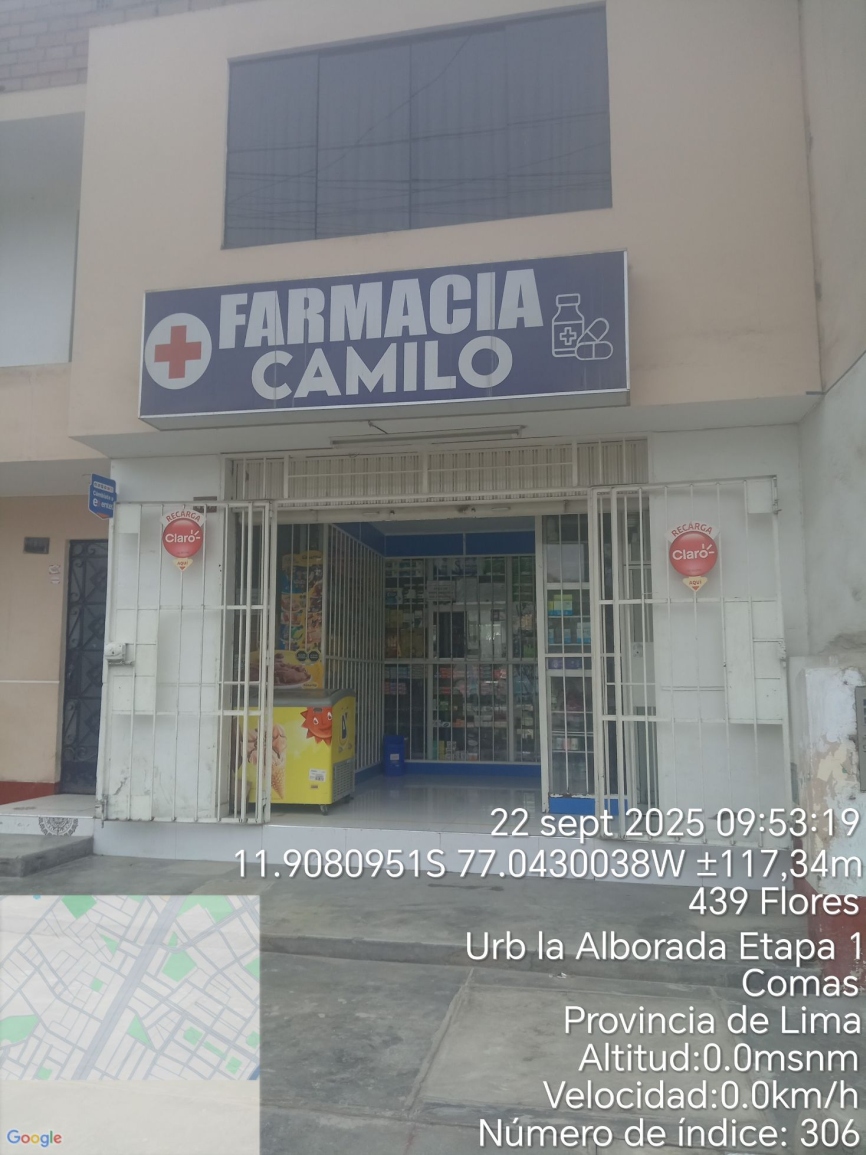 FARMACIA
CAMILO
RECARGA
Claro
aquí
RECARGA
Claro
aquí
22 sept 2025 09:53:19
11.9080951S 77.0430038W ±117,34m
439 Flores
Urb la Alborada Etapa 1
Comas
Provincia de Lima
Altitud:0.0msnm
Velocidad:0.0km/h
Número de índice: 306
Google